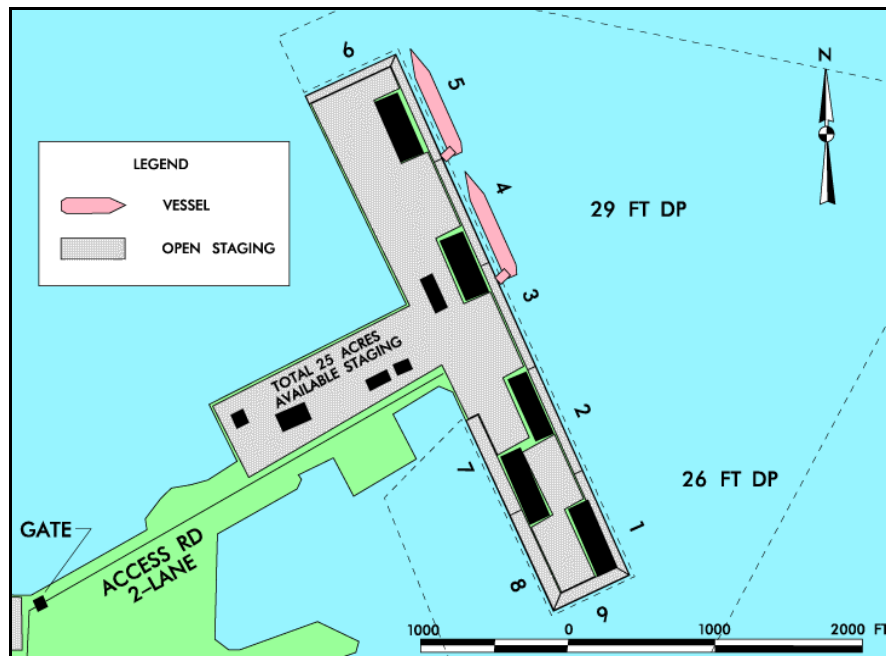 6
5
N
LEGEND
VESSEL
OPEN STAGING
4
29 FT DP
3
TOTAL 25 ACRES
AVAILABLE STAGING
2
7
26 FT DP
1
GATE
ACCESS RD
2-LANE
8
9
1000 0 1000 2000 FT